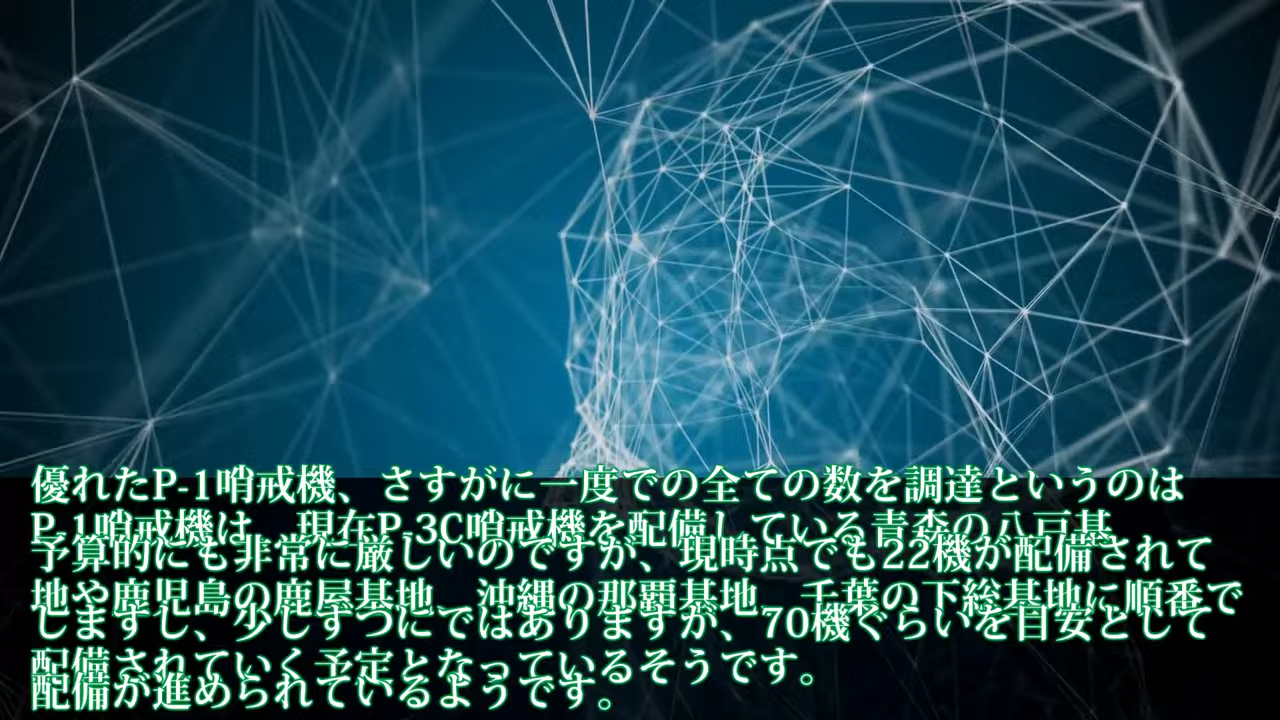 優れたP-1哨戒機、さすがに一度での全ての数を調達というのは
P-1哨戒機は、現在P-3C哨戒機を配備している青森の八戸基
予算的にも非常に厳しいのですが、現時点でも22機が配備されて
地や鹿児島の鹿屋基地、沖縄の那覇基地、千葉の下総基地に順番で
しますし、少しずつにではありますが、70機ぐらいを目安として
配備されていく予定となっているそうです。
配備が進められているようです。